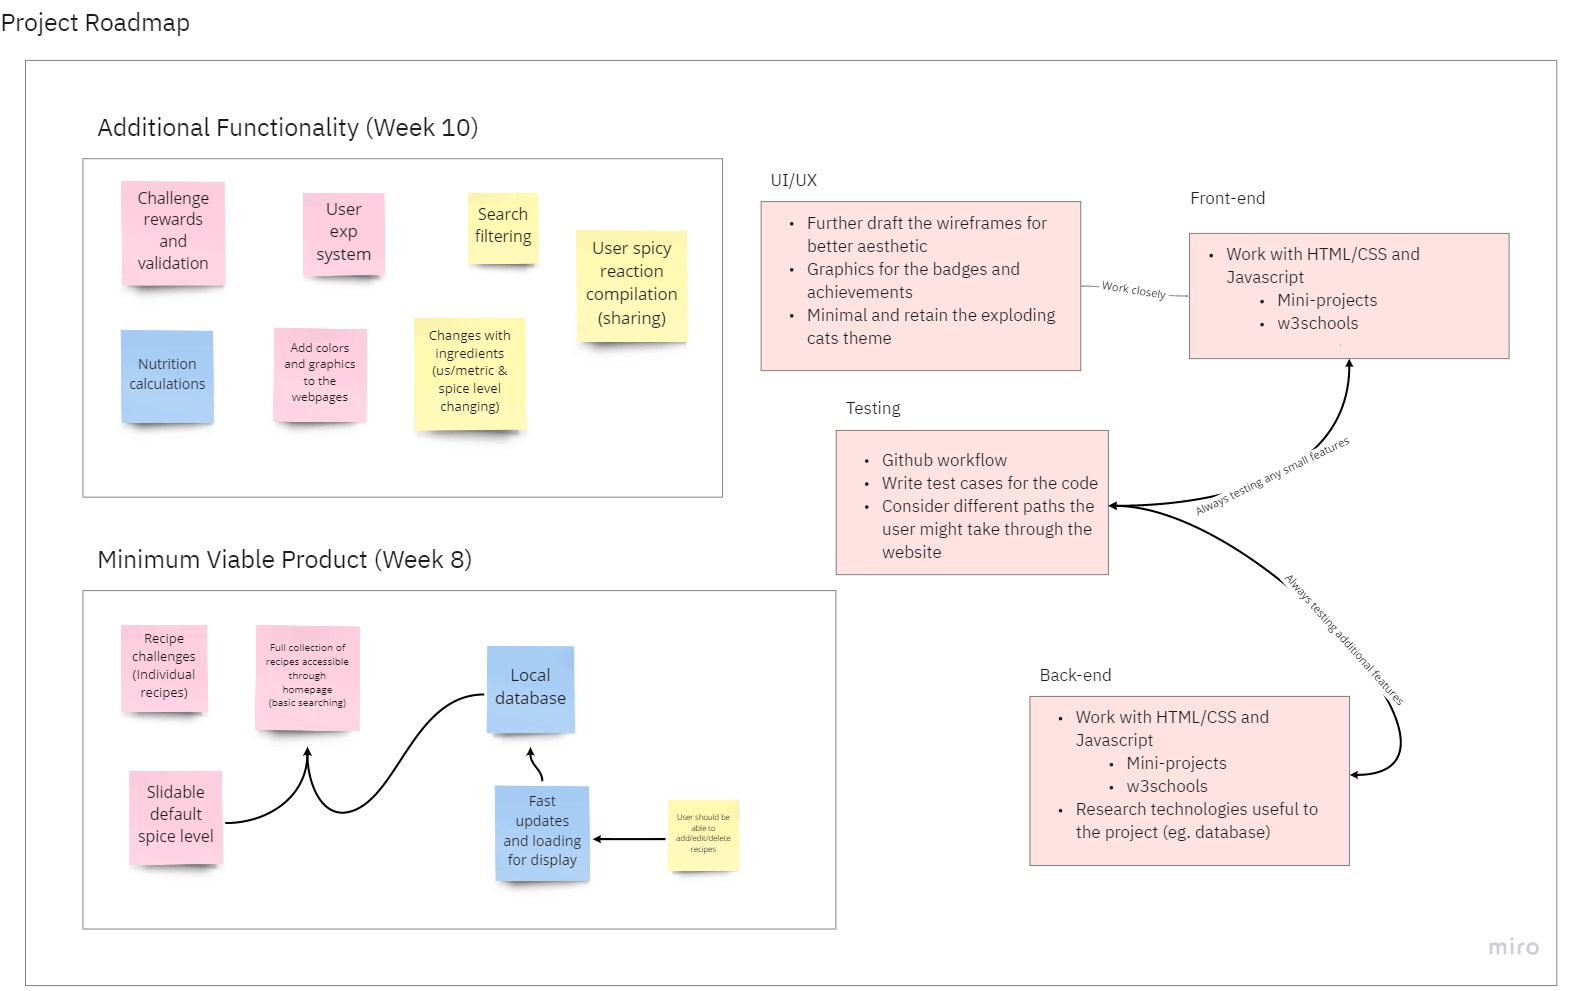 Project Roadmap
Additional Functionality (Week 10)
Challenge
rewards
and
validation
User
exp
system
Search
filtering
User spicy
reaction
compilation
(sharing)
Nutrition
calculations
Add colors
and graphics
to the
webpages
Changes with
ingredients
(us/metric &
spice level
changing)
Minimum Viable Product (Week 8)
Recipe
challenges
(Individual
recipes)
Full collection of
recipes accessible
through
homepage
(basic searching)
Local
database
Slidable
default
spice level
Fast
updates
and loading
for display
User should be
able to
add/edit/delete
recipes
UI/UX
• Further draft the wireframes for
better aesthetic
• Graphics for the badges and
achievements
• Minimal and retain the exploding
cats theme
Work closely
Front-end
• Work with HTML/CSS and
Javascript
• Mini-projects
• w3schools
Testing
• Github workflow
• Write test cases for the code
• Consider different paths the
user might take through the
website
Always testing any small features
Always testing additional features
Back-end
• Work with HTML/CSS and
Javascript
• Mini-projects
• w3schools
• Research technologies useful to
the project (eg. database)
miro